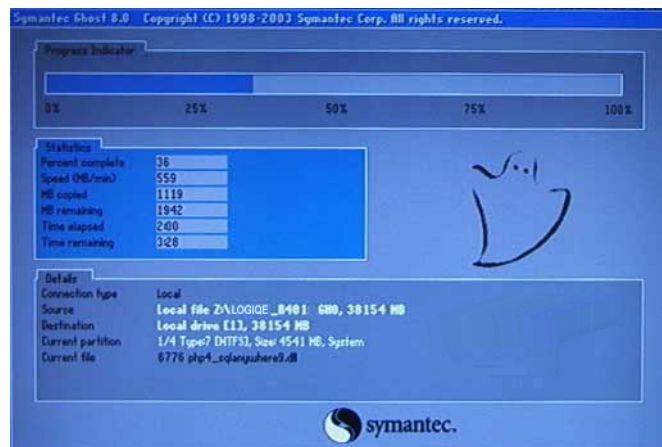 Symantec Ghost 8.0 Copyright (C) 1998-2003 Symantec Corp. All rights reserved.
Progress Indicator
0% 25% 50% 75% 100%
Statistics
Percent complete 36
Speed (MB/min) 559
MB copied 1119
MB remaining 1942
Time elapsed 2:00
Time remaining 3:28
Details
Connection type Local
Source Local file Z:\LOGIQE_B401 GHO, 38154 MB
Destination Local drive [1], 38154 MB
Current partition 1/4 Type:7 [NTFS], Size: 4541 MB, System
Current file 6776 php4_sqlanywhere9.dll
symantec.